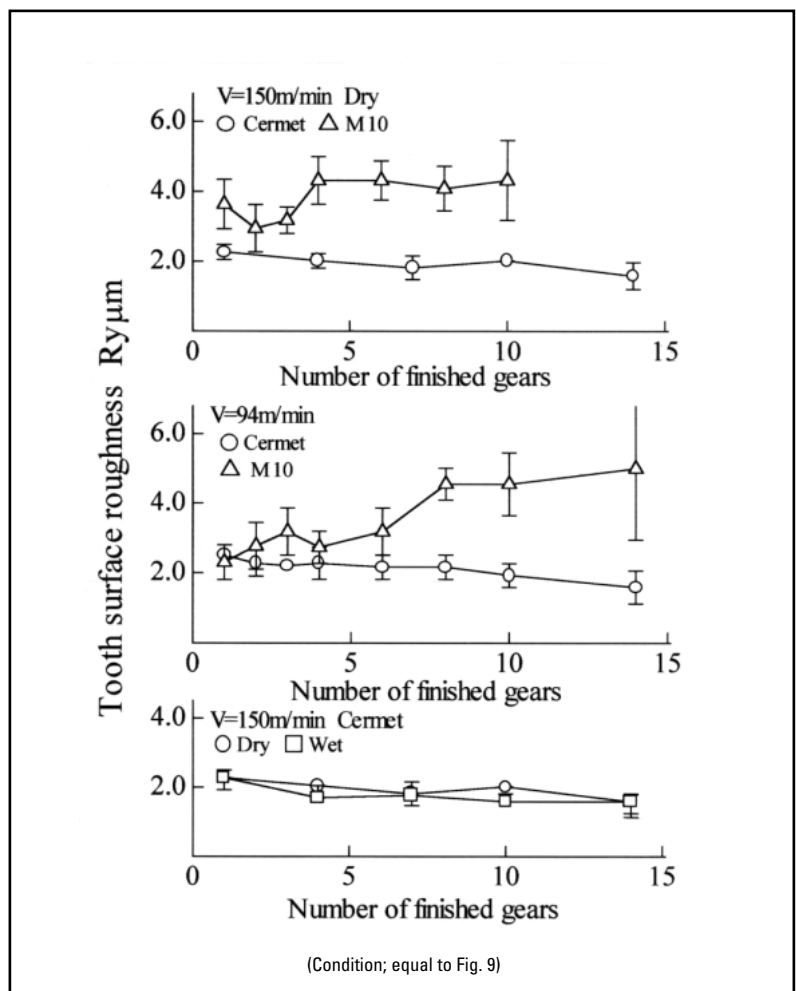 Tooth surface roughness Ryμm
V=150m/min Dry
○ Cermet △ M10
6.0
4.0
2.0
0 5 10 15
Number of finished gears
V=94m/min
○ Cermet
△ M10
6.0
4.0
2.0
0 5 10 15
Number of finished gears
V=150m/min Cermet
○ Dry □ Wet
4.0
2.0
0 5 10 15
Number of finished gears
(Condition; equal to Fig. 9)